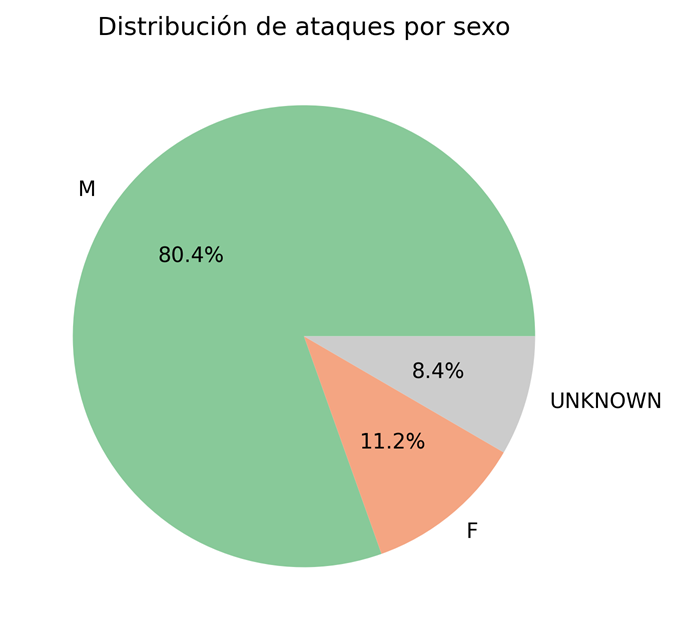 Distribución de ataques por sexo
M
80.4%
8.4%
UNKNOWN
11.2%
F